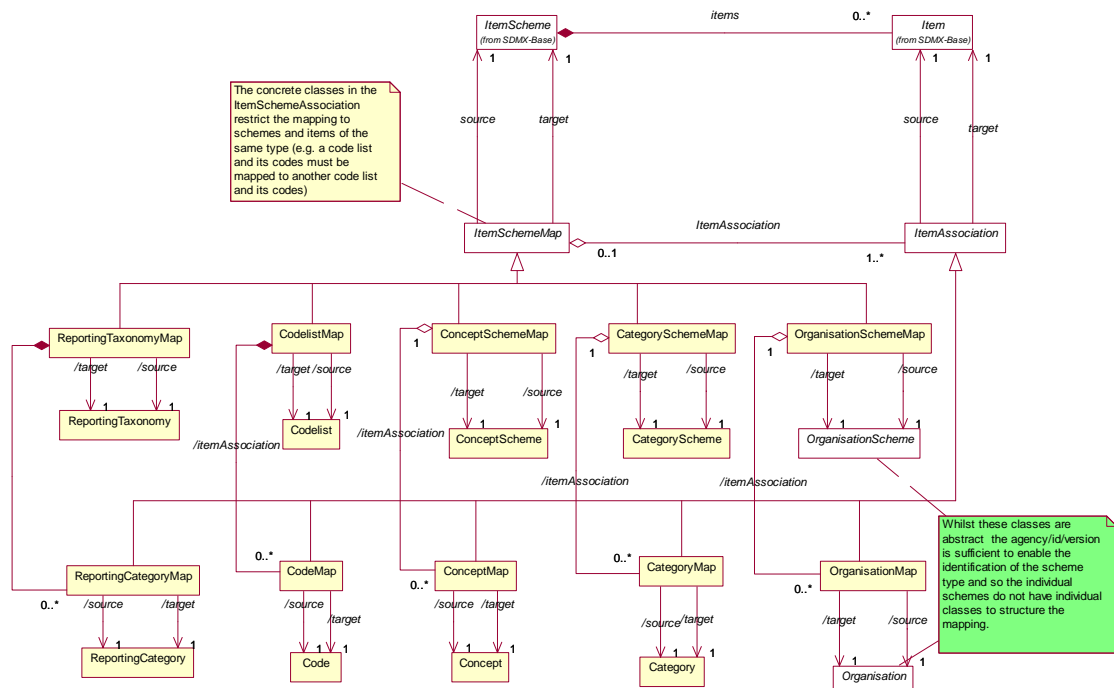 ItemScheme
(from SDMX-Base)
items
0..*
Item
(from SDMX-Base)
1
1
1
1
The concrete classes in the
ItemSchemeAssociation
restrict the mapping to
schemes and items of the
same type (e.g. a code list
and its codes must be
mapped to another code list
and its codes)
/source
/target
/source
/target
ItemSchemeMap
0..1
ItemAssociation
1..*
ItemAssociation
ReportingTaxonomyMap
CodelistMap
ConceptSchemeMap
CategorySchemeMap
OrganisationSchemeMap
1
1
1
/target
/source
/target
/source
/target
/source
/target
/source
/target
/source
1
1
1
1
1
1
1
1
1
1
ReportingTaxonomy
Codelist
ConceptScheme
CategoryScheme
OrganisationScheme
/itemAssociation
/itemAssociation
/itemAssociation
Whilst these classes are
abstract the agency/id/version
is sufficient to enable the
identification of the scheme
type and so the individual
schemes do not have individual
classes to structure the
mapping.
0..*
0..*
0..*
0..*
0..*
ReportingCategoryMap
CodeMap
ConceptMap
CategoryMap
OrganisationMap
/source
/target
/source
/target
/source
/target
/source
/target
/target
/source
1
1
1
1
1
1
1
1
1
1
ReportingCategory
Code
Concept
Category
Organisation